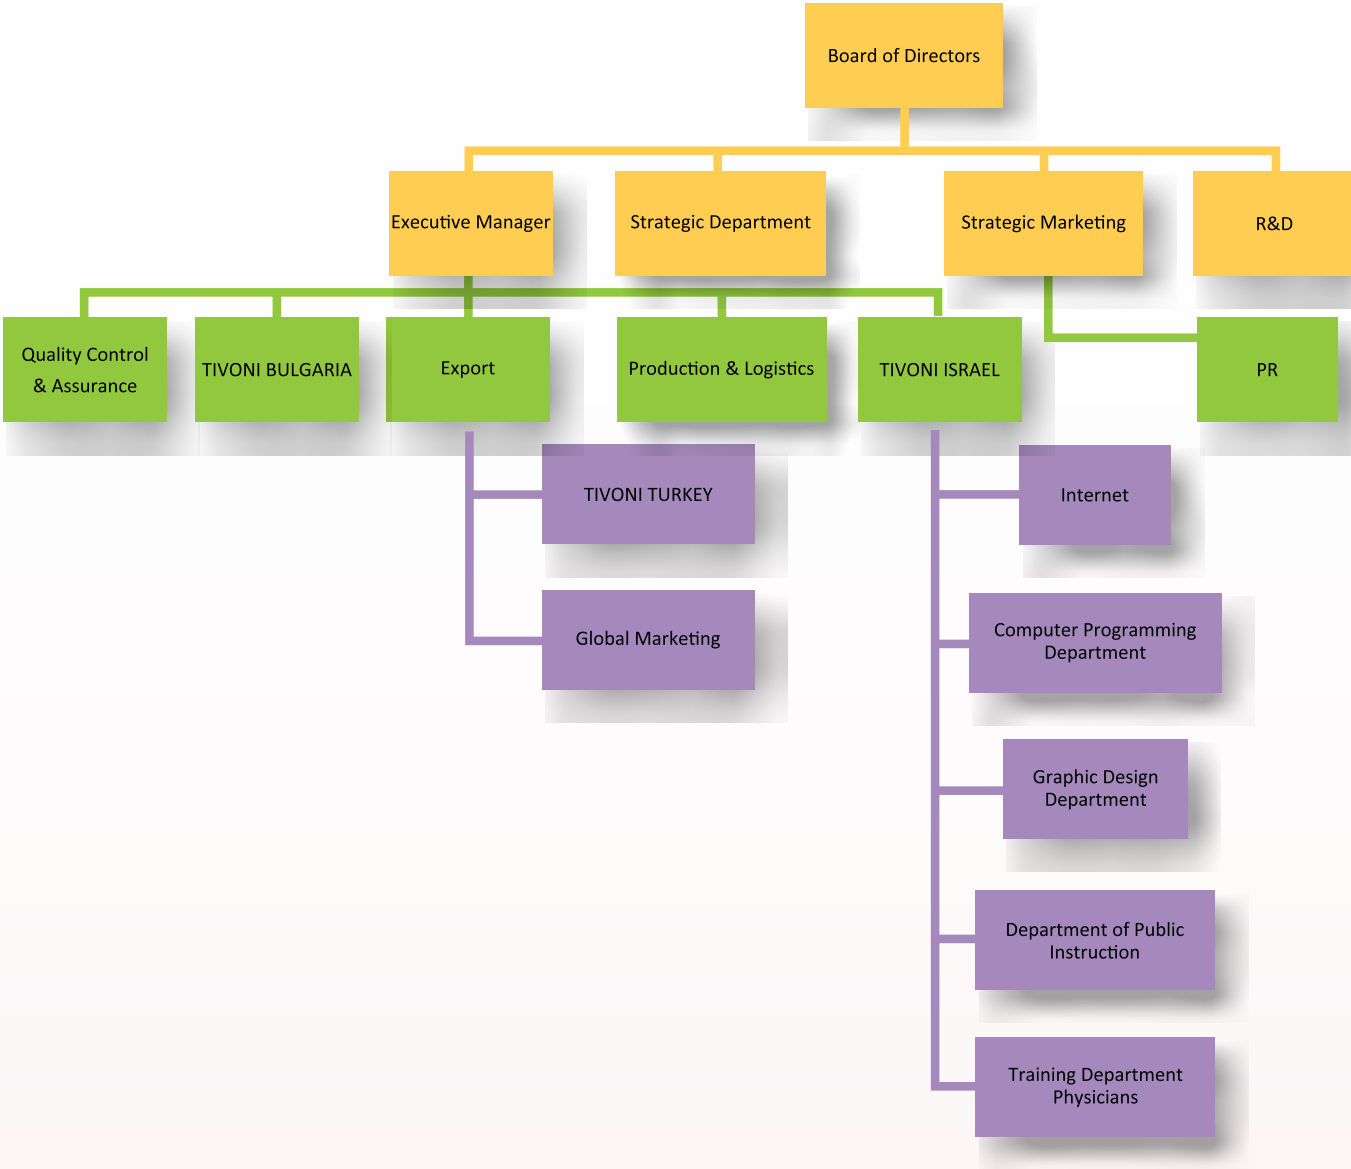 Board of Directors
Executive Manager
Strategic Department
Strategic Marketing
R&D
Quality Control
& Assurance
TIVONI BULGARIA
Export
Production & Logistics
TIVONI ISRAEL
PR
TIVONI TURKEY
Internet
Global Marketing
Computer Programming
Department
Graphic Design
Department
Department of Public
Instruction
Training Department
Physicians